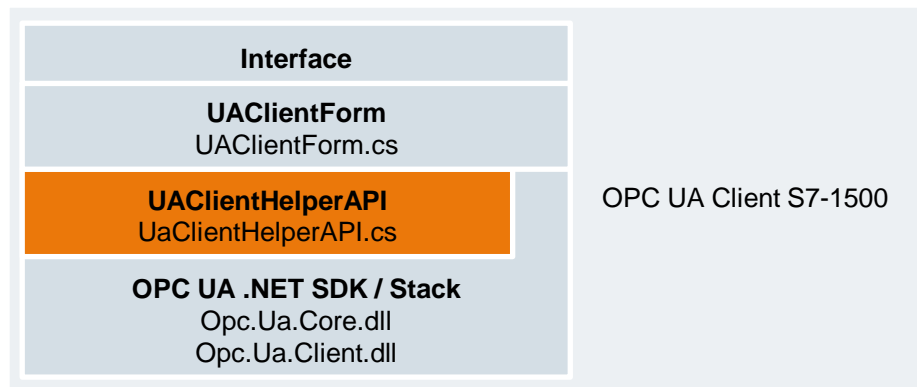 Interface
UAClientForm
UAClientForm.cs
UAClientHelperAPI
UaClientHelperAPI.cs
OPC UA Client S7-1500
OPC UA .NET SDK / Stack
Opc.Ua.Core.dll
Opc.Ua.Client.dll